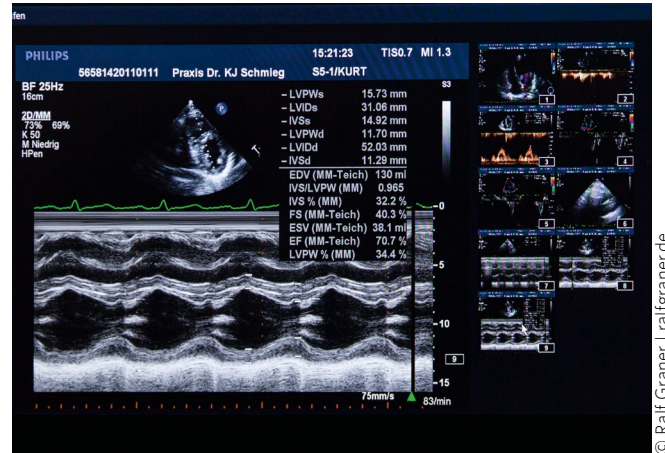 fen
PHILIPS
15:21:23 TIS0.7 MI 1.3
56581420110111 Praxis Dr. KJ Schmieg S5-1/KURT
BF 25Hz
16cm
2D/MM
73% 69%
K 50
M Niedrig
HPen
P
S3
– LVPWs 15.73 mm
– LVIDs 31.06 mm
– IVSs 14.92 mm
– LVPWd 11.70 mm
– LVIDd 52.03 mm
– IVSd 11.29 mm
EDV (MM-Teich) 130 ml
IVS/LVPW (MM) 0.965
IVS % (MM) 32.2 %
FS (MM-Teich) 40.3 %
ESV (MM-Teich) 38.1 ml
EF (MM-Teich) 70.7 %
LVPW % (MM) 34.4 %
-0
-5
-10
-15
9
75mm/s
83/min
1
2
3
4
5
6
7
8
9
© Ralf Graner | ralfgraner.de